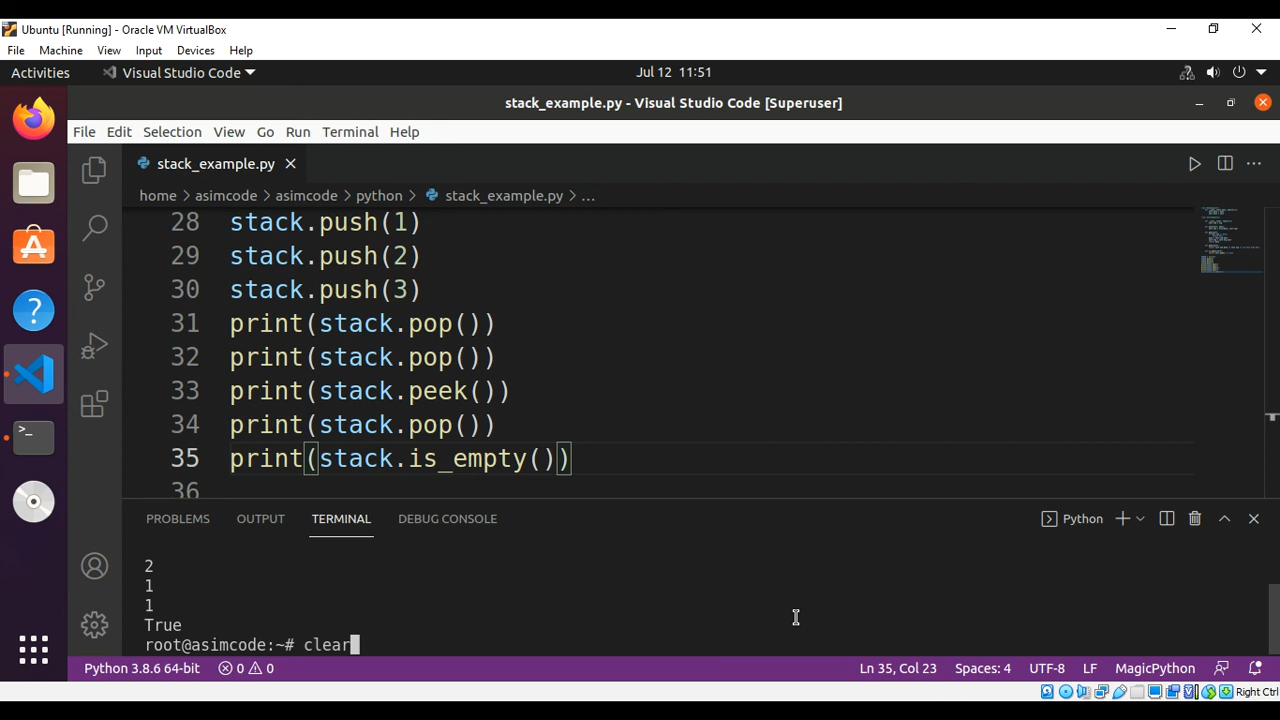 Ubuntu [Running] - Oracle VM VirtualBox
File Machine View Input Devices Help
Activities Visual Studio Code Jul 12 11:51
stack_example.py - Visual Studio Code [Superuser]
File Edit Selection View Go Run Terminal Help
stack_example.py
home > asimcode > asimcode > python > stack_example.py > ...
28 stack.push(1)
29 stack.push(2)
30 stack.push(3)
31 print(stack.pop())
32 print(stack.pop())
33 print(stack.peek())
34 print(stack.pop())
35 print(stack.is_empty())
36
PROBLEMS OUTPUT TERMINAL DEBUG CONSOLE Python
2
1
1
True
root@asimcode:~# clear
Python 3.8.6 64-bit 0 0 Ln 35, Col 23 Spaces: 4 UTF-8 LF MagicPython
Right Ctrl